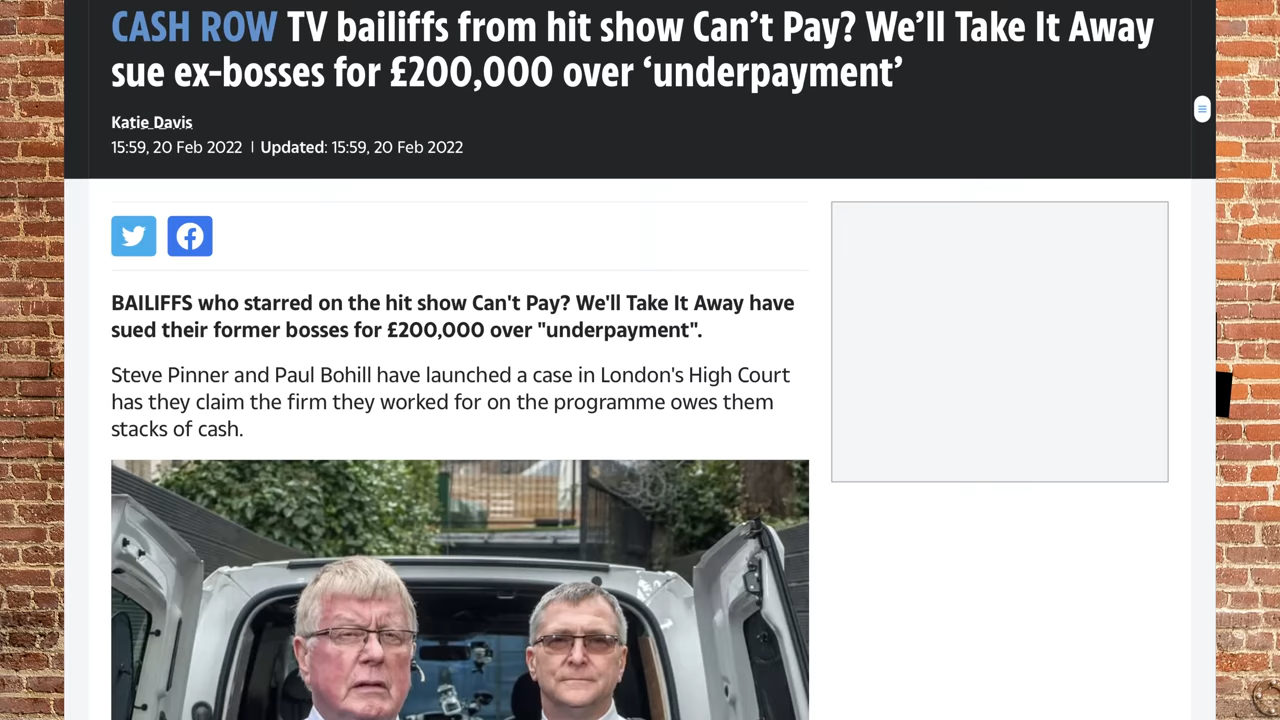 CASH ROW TV bailiffs from hit show Can’t Pay? We’ll Take It Away
sue ex-bosses for £200,000 over ‘underpayment’
Katie Davis
15:59, 20 Feb 2022 | Updated: 15:59, 20 Feb 2022
BAILIFFS who starred on the hit show Can't Pay? We'll Take It Away have
sued their former bosses for £200,000 over "underpayment".
Steve Pinner and Paul Bohill have launched a case in London's High Court
has they claim the firm they worked for on the programme owes them
stacks of cash.